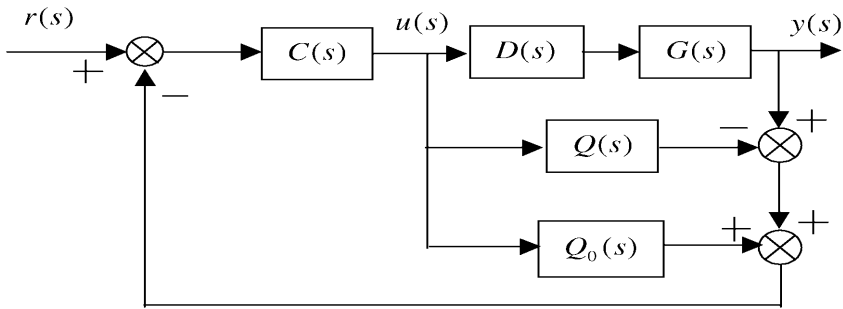 r(s)
u(s)
y(s)
C(s)
D(s)
G(s)
+
−
−
+
Q(s)
+
+
Q₀(s)